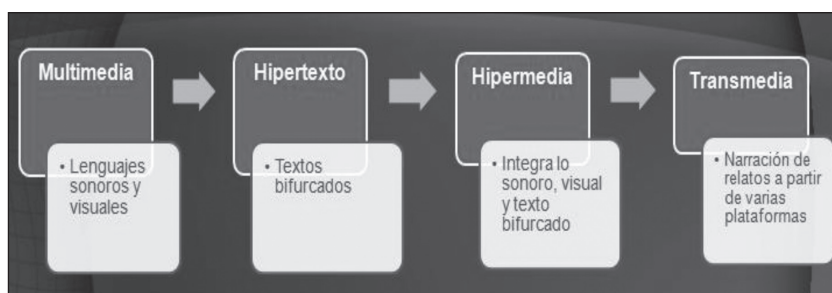 Multimedia
• Lenguajes
sonoros y
visuales
Hipertexto
• Textos
bifurcados
Hipermedia
• Integra lo
sonoro, visual
y texto
bifurcado
Transmedia
• Narración de
relatos a partir
de varias
plataformas